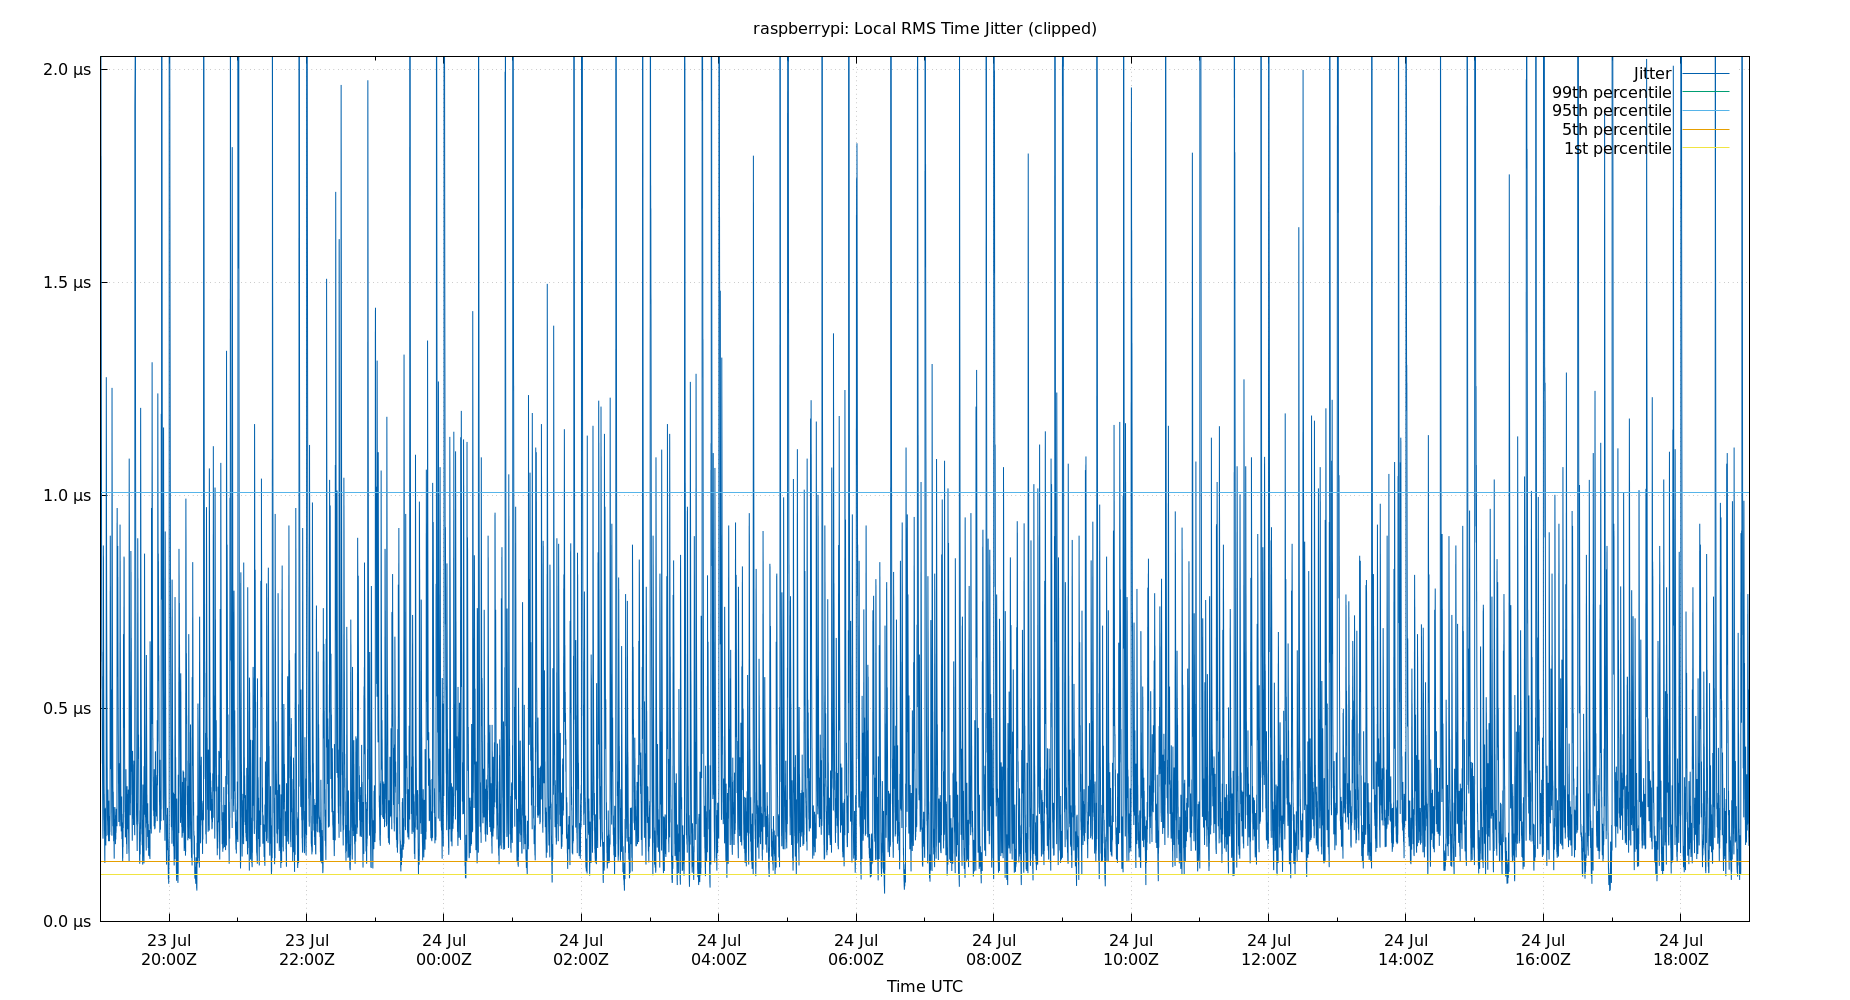 raspberrypi: Local RMS Time Jitter (clipped)
2.0 µs
1.5 µs
1.0 µs
0.5 µs
0.0 µs
Jitter
99th percentile
95th percentile
5th percentile
1st percentile
23 Jul 23 Jul 24 Jul 24 Jul 24 Jul 24 Jul 24 Jul 24 Jul 24 Jul 24 Jul 24 Jul 24 Jul
20:00Z 22:00Z 00:00Z 02:00Z 04:00Z 06:00Z 08:00Z 10:00Z 12:00Z 14:00Z 16:00Z 18:00Z
Time UTC